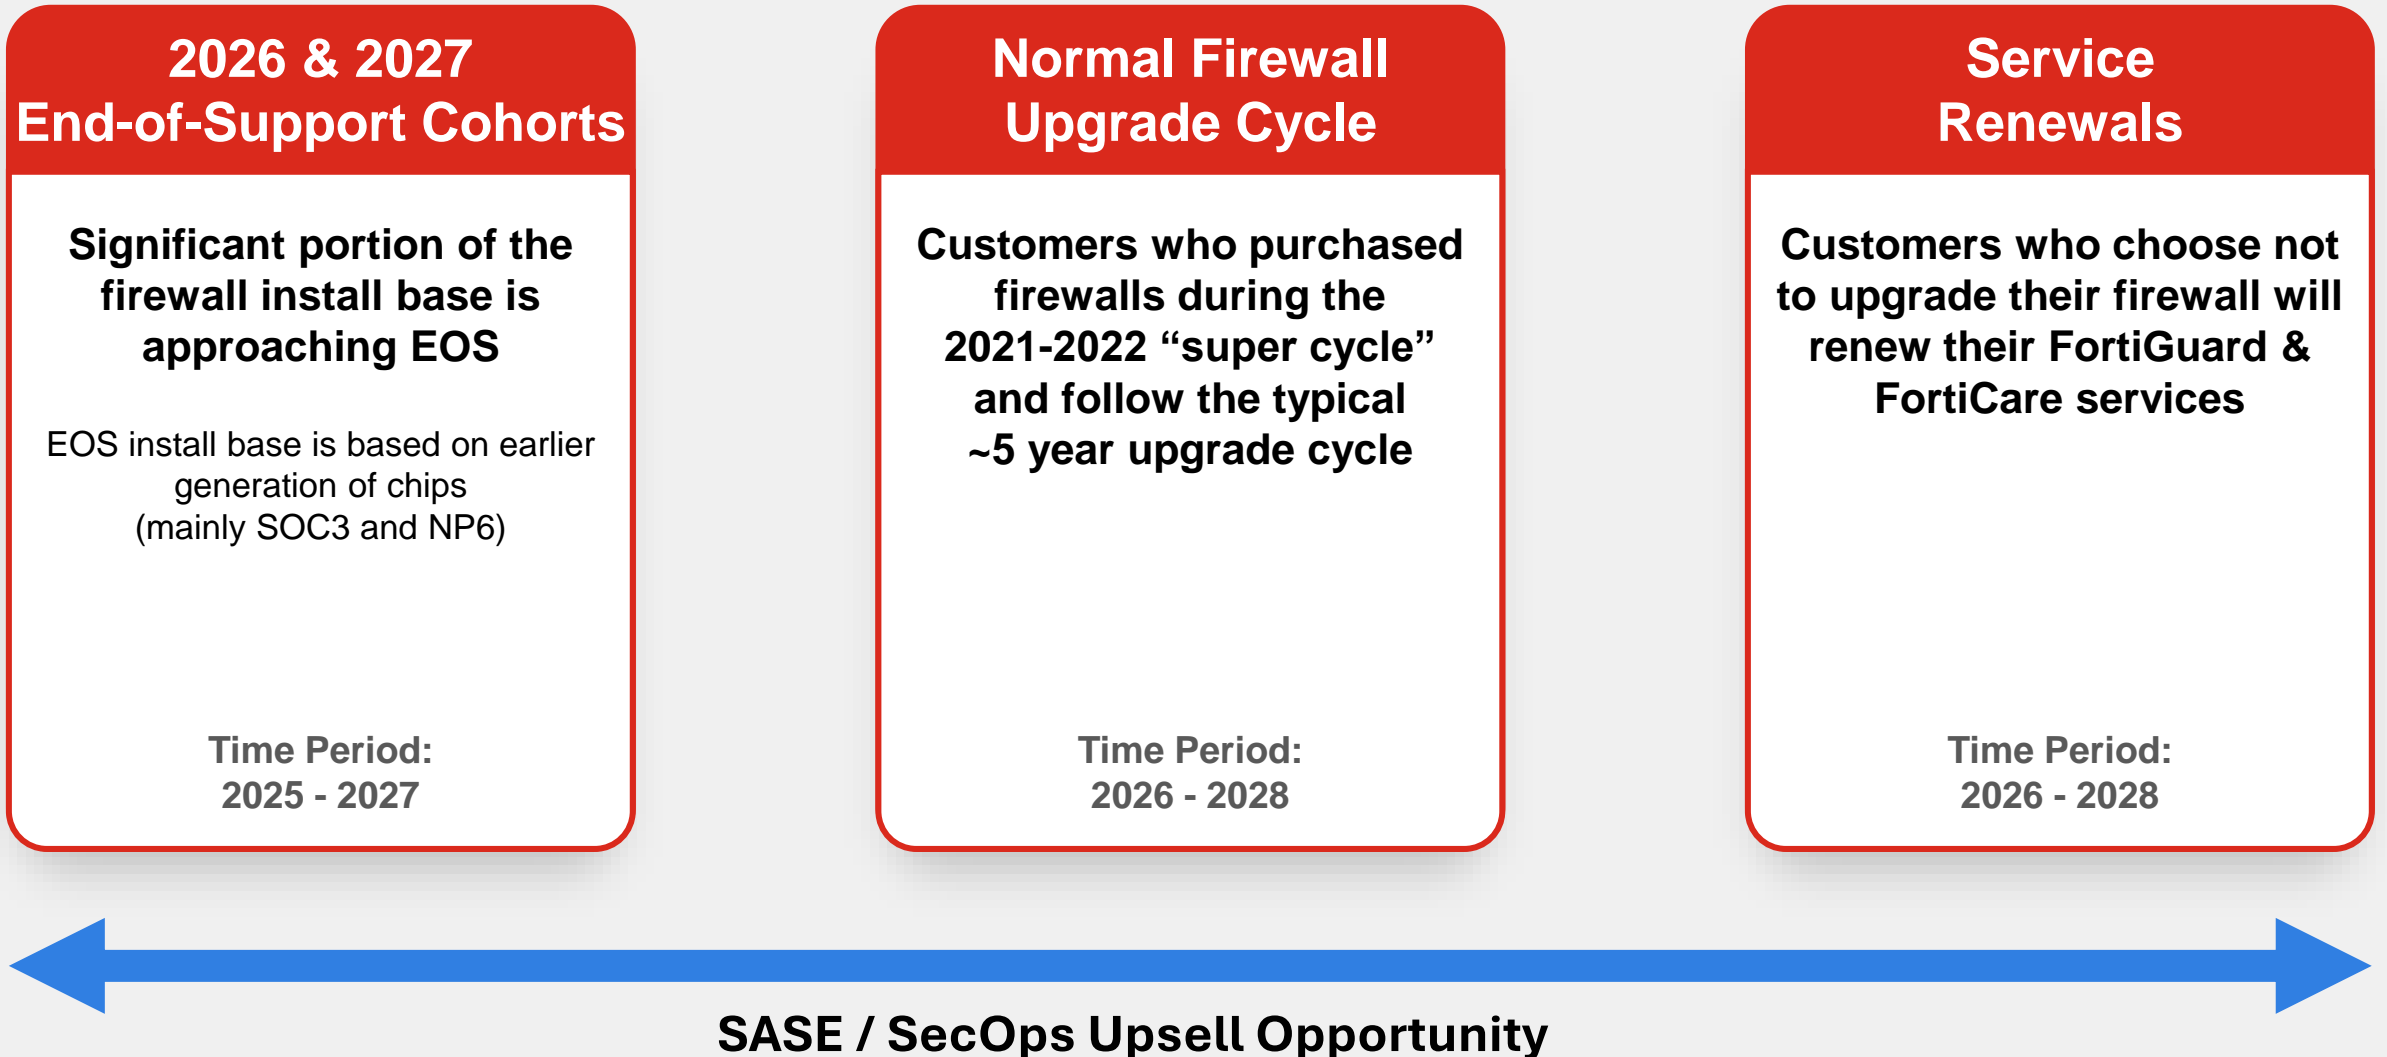 2026 & 2027
End-of-Support Cohorts
Significant portion of the
firewall install base is
approaching EOS
EOS install base is based on earlier
generation of chips
(mainly SOC3 and NP6)
Time Period:
2025 - 2027
Normal Firewall
Upgrade Cycle
Customers who purchased
firewalls during the
2021-2022 “super cycle”
and follow the typical
~5 year upgrade cycle
Time Period:
2026 - 2028
Service
Renewals
Customers who choose not
to upgrade their firewall will
renew their FortiGuard &
FortiCare services
Time Period:
2026 - 2028
SASE / SecOps Upsell Opportunity